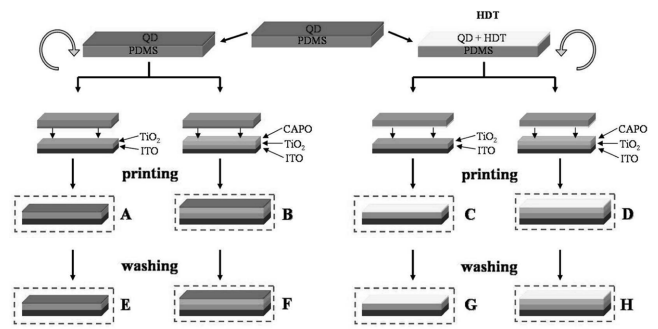 HDT
QD
PDMS
QD
PDMS
QD + HDT
PDMS
TiO₂
ITO
CAPO
TiO₂
ITO
TiO₂
ITO
CAPO
TiO₂
ITO
printing
printing
A
B
C
D
washing
washing
E
F
G
H